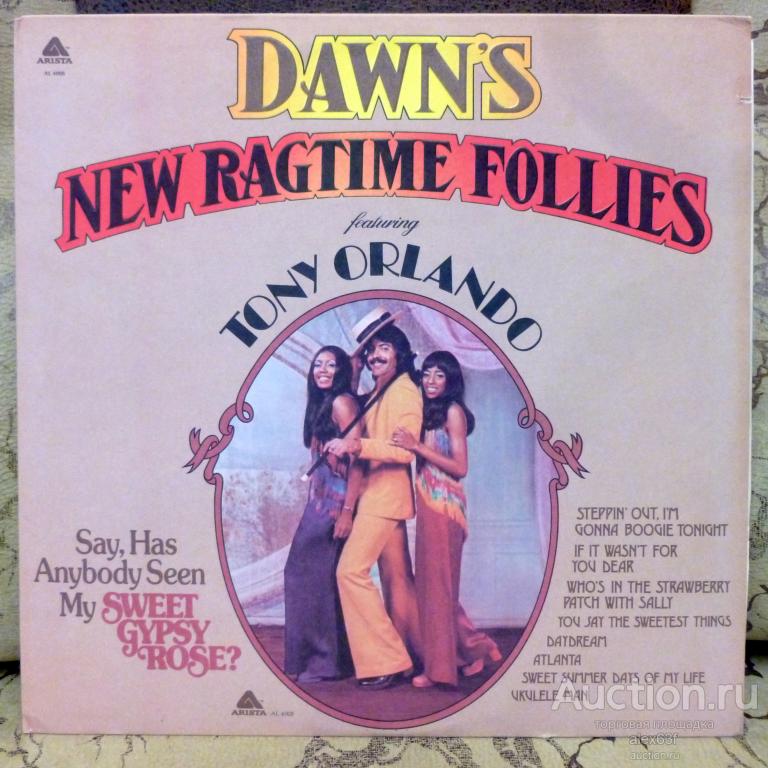 ARISTA
DAWN'S
NEW RAGTIME FOLLIES
featuring
TONY ORLANDO
STEPPIN' OUT, I'M
GONNA BOOGIE TONIGHT
IF IT WASN'T FOR
YOU DEAR
WHO'S IN THE STRAWBERRY
PATCH WITH SALLY
YOU SAY THE SWEETEST THINGS
DAYDREAM
ATLANTA
SWEET SUMMER DAYS OF MY LIFE
UKULELE MAN
Say, Has
Anybody Seen
My SWEET
GYPSY
ROSE?
ARISTA
Auction.ru
торговая площадка
alex63f
auction.ru